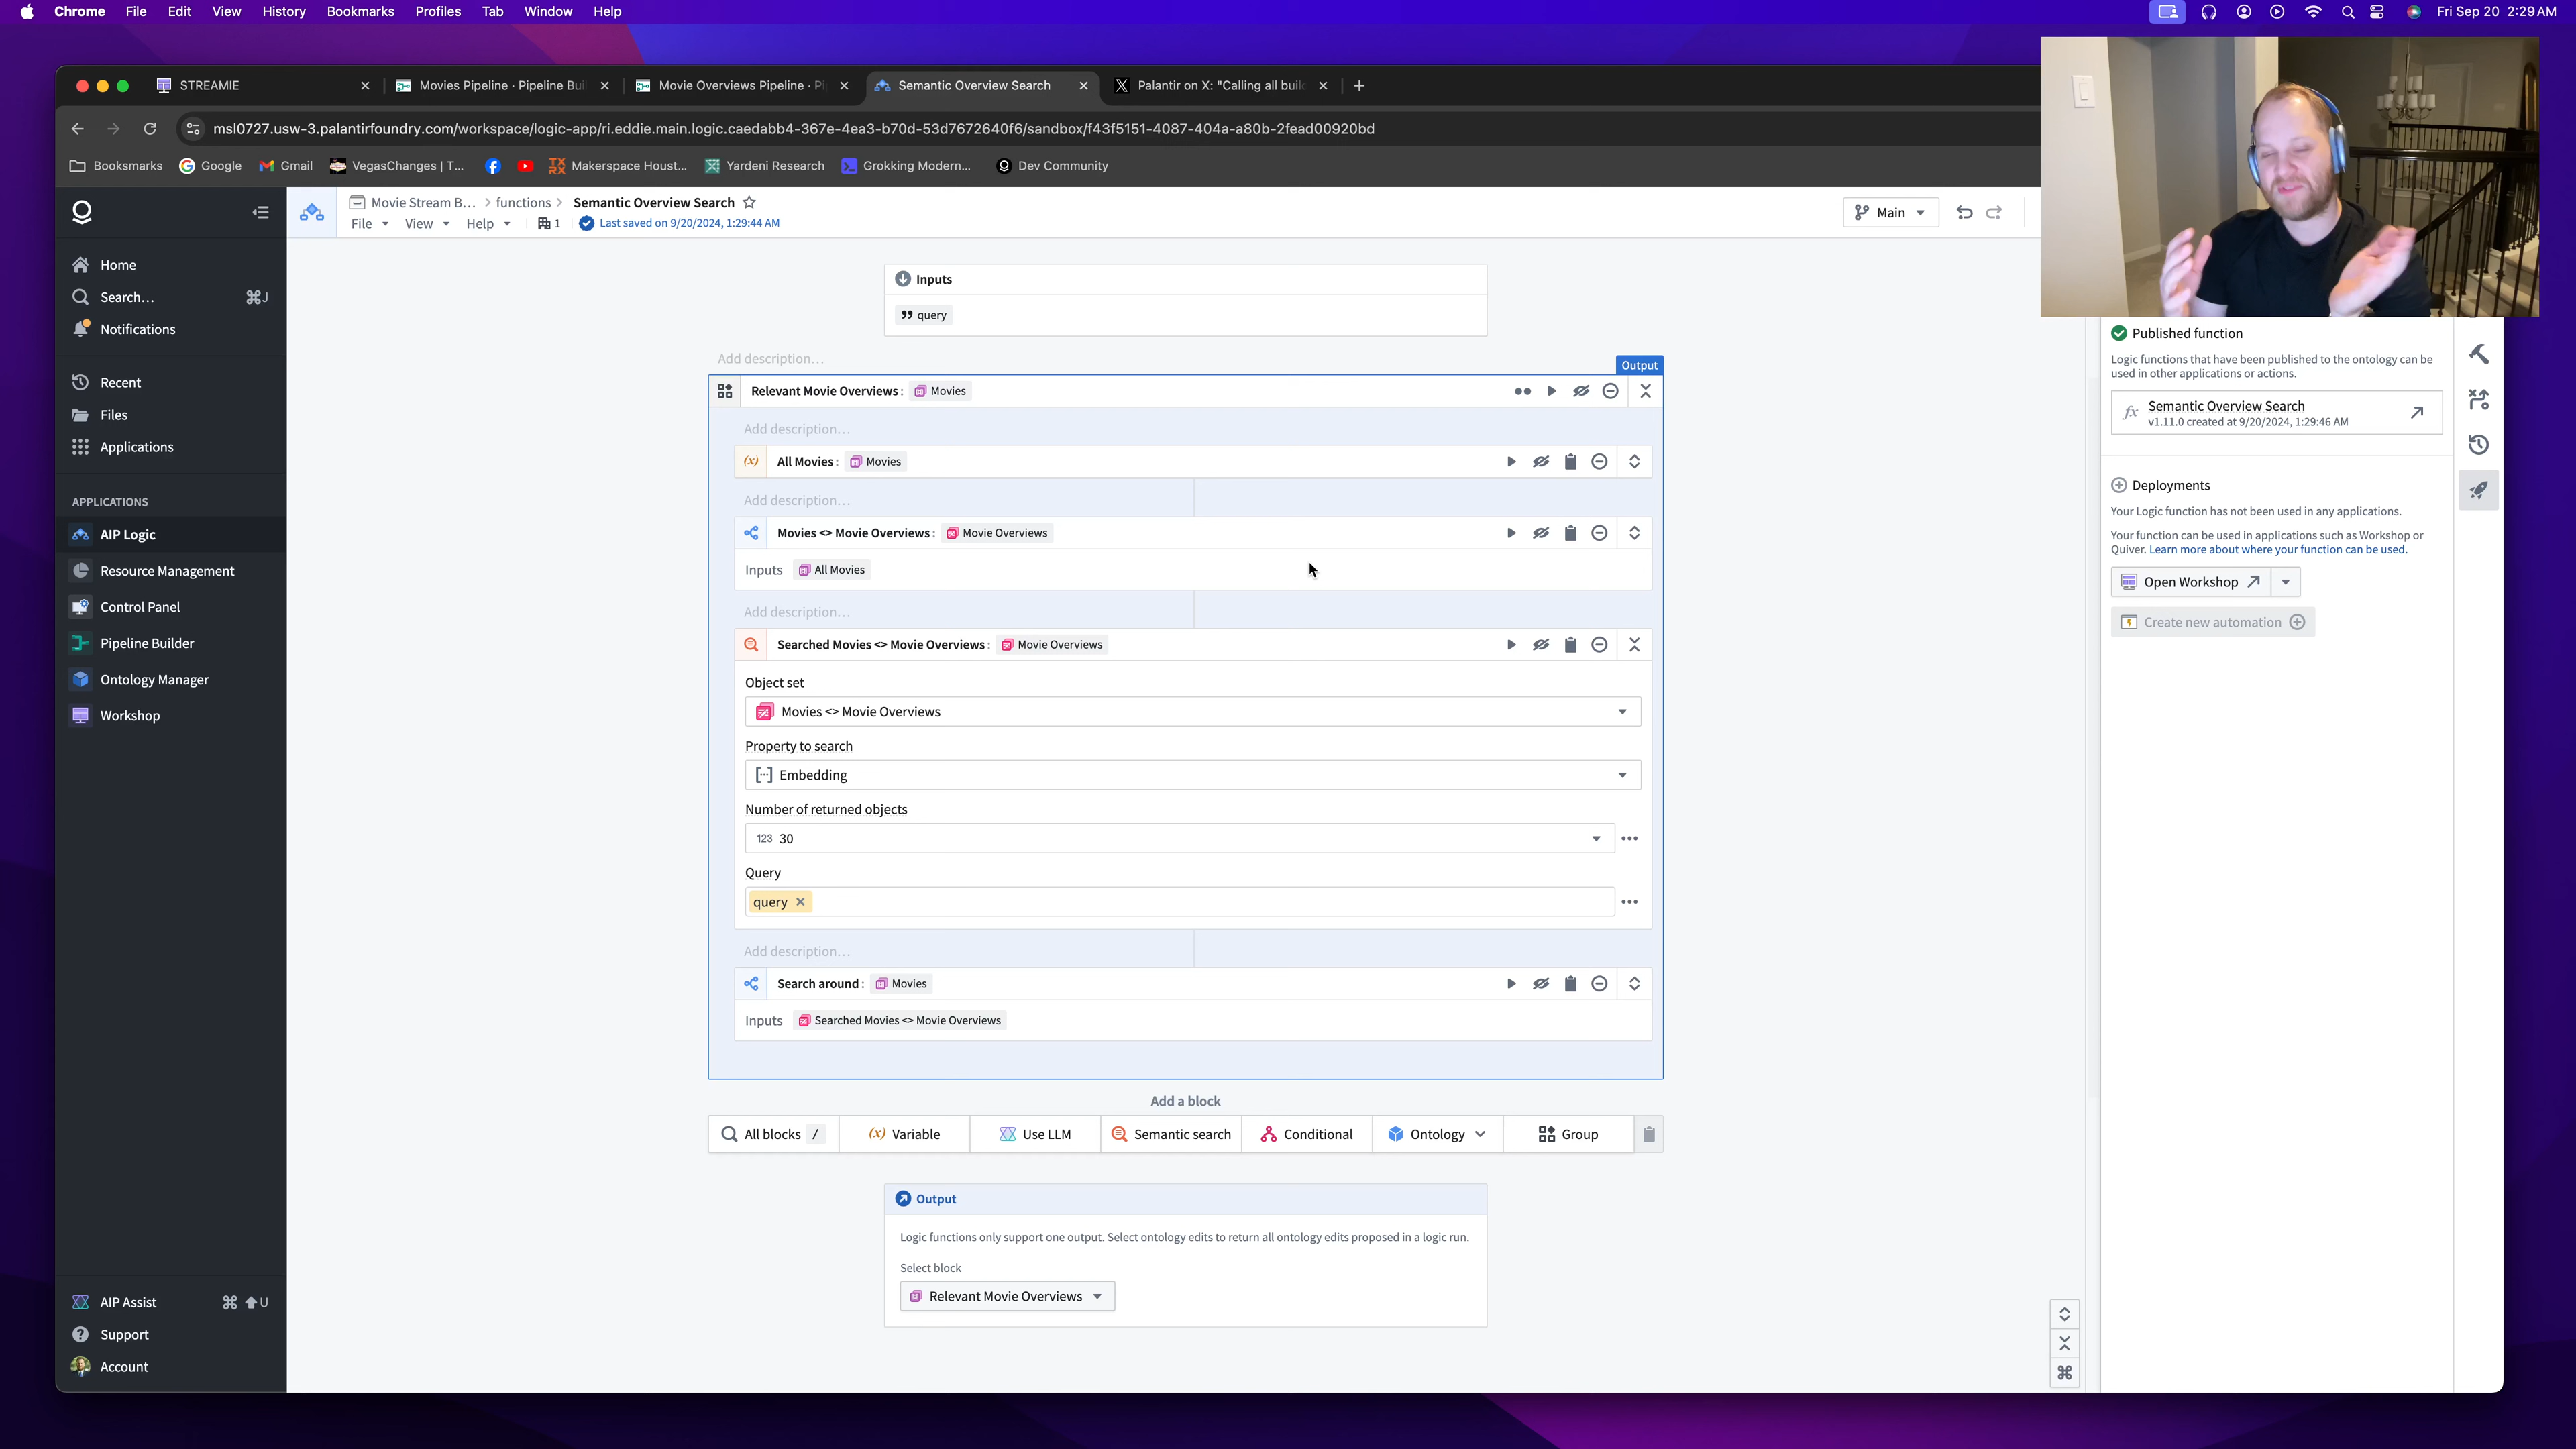 Chrome File Edit View History Bookmarks Profiles Tab Window Help
Fri Sep 20 2:29 AM
STREAMIE
Movies Pipeline · Pipeline Buil
Movie Overviews Pipeline · Pi
Semantic Overview Search
Palantir on X: "Calling all build
msl0727.usw-3.palantirfoundry.com/workspace/logic-app/ri.eddie.main.logic.caedabb4-367e-4ea3-b70d-53d7672640f6/sandbox/f43f5151-4087-404a-a80b-2fead00920bd
Booksmarks
Google
Gmail
VegasChanges | T...
Makerspace Houst...
Yardeni Research
Grokking Modern...
Dev Community
Movie Stream B... > functions > Semantic Overview Search
File View Help 1 Last saved on 9/20/2024, 1:29:44 AM
Main
Home
Search… ⌘J
Notifications
Recent
Files
Applications
APPLICATIONS
AIP Logic
Resource Management
Control Panel
Pipeline Builder
Ontology Manager
Workshop
AIP Assist ⌘ U
Support
Account
Inputs
query
Add description…
Output
Relevant Movie Overviews : Movies
Add description…
(x) All Movies : Movies
Add description…
Movies <> Movie Overviews : Movie Overviews
Inputs All Movies
Add description…
Searched Movies <> Movie Overviews : Movie Overviews
Object set
Movies <> Movie Overviews
Property to search
Embedding
Number of returned objects
123 30
Query
query
Add description…
Search around : Movies
Inputs Searched Movies <> Movie Overviews
Add a block
All blocks /
(x) Variable
Use LLM
Semantic search
Conditional
Ontology
Group
Output
Logic functions only support one output. Select ontology edits to return all ontology edits proposed in a logic run.
Select block
Relevant Movie Overviews
Published function
Logic functions that have been published to the ontology can be
used in other applications or actions.
fx Semantic Overview Search
v1.11.0 created at 9/20/2024, 1:29:46 AM
Deployments
Your Logic function has not been used in any applications.
Your function can be used in applications such as Workshop or
Quiver. Learn more about where your function can be used.
Open Workshop
Create new automation